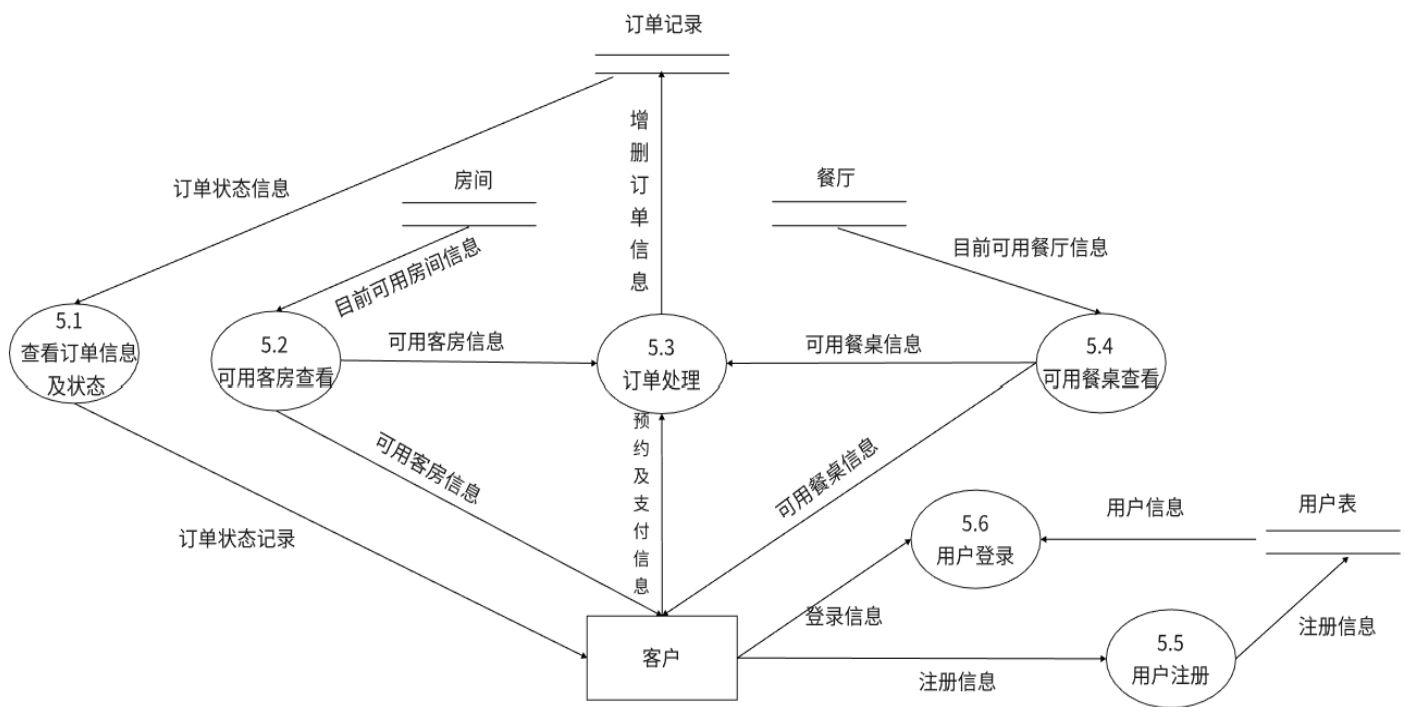 订单记录
增删订单信息
订单状态信息
房间
餐厅
目前可用房间信息
目前可用餐厅信息
5.1
查看订单信息
及状态
5.2
可用客房查看
可用客房信息
5.3
订单处理
可用餐桌信息
5.4
可用餐桌查看
预约及支付信息
可用客房信息
可用餐桌信息
订单状态记录
5.6
用户登录
用户信息
用户表
登录信息
客户
注册信息
5.5
用户注册
注册信息